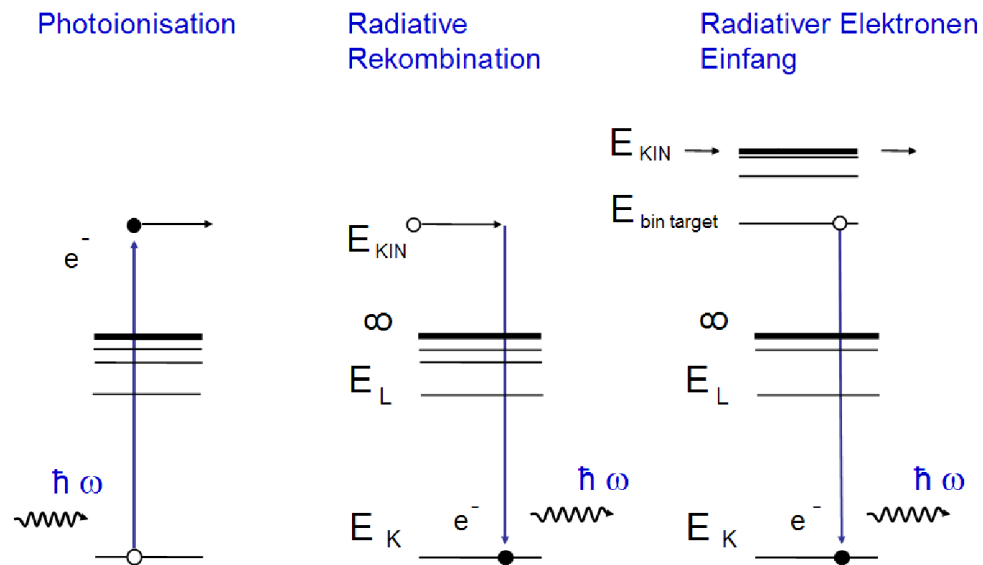 Photoionisation
Radiative
Rekombination
Radiativer Elektronen
Einfang
e-
ħ ω
E KIN
∞
E L
E K
e-
ħ ω
E KIN
E bin target
∞
E L
E K
e-
ħ ω